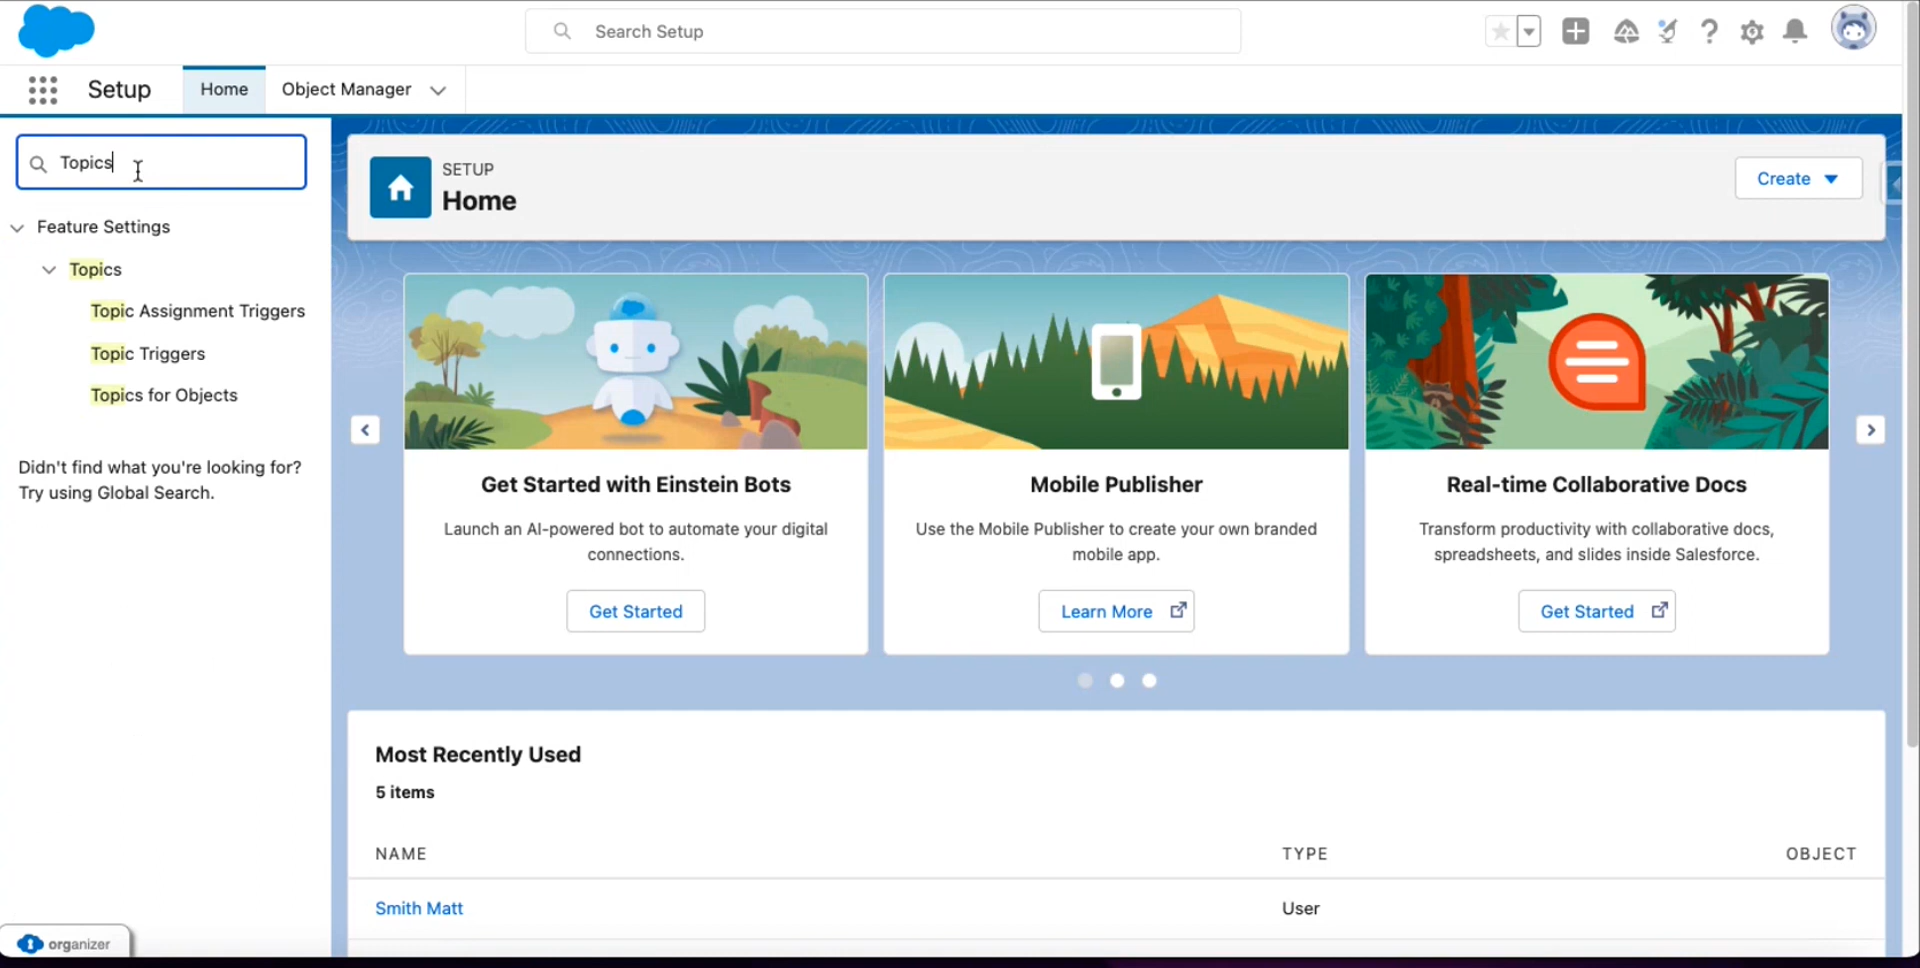 Search Setup
Setup
Home
Object Manager
Topics
Feature Settings
Topics
Topic Assignment Triggers
Topic Triggers
Topics for Objects
Didn't find what you're looking for?
Try using Global Search.
organizer
SETUP
Home
Create
Get Started with Einstein Bots
Launch an AI-powered bot to automate your digital
connections.
Get Started
Mobile Publisher
Use the Mobile Publisher to create your own branded
mobile app.
Learn More
Real-time Collaborative Docs
Transform productivity with collaborative docs,
spreadsheets, and slides inside Salesforce.
Get Started
Most Recently Used
5 items
NAME TYPE OBJECT
Smith Matt User